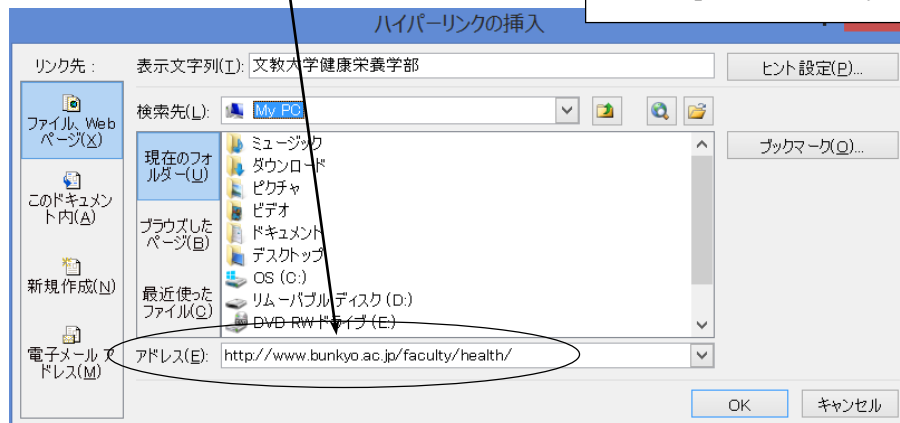 ハイパーリンクの挿入
リンク先：
表示文字列(T): 文教大学健康栄養学部
ヒント設定(P)...
ファイル、Web
ページ(X)
検索先(L): My PC
ブックマーク(O)...
現在のフォ
ルダー(U)
ミュージック
ダウンロード
ピクチャ
ビデオ
ドキュメント
デスクトップ
OS (C:)
リムーバブル ディスク (D:)
DVD RW ドライブ (E:)
このドキュメン
ト内(A)
ブラウズした
ページ(B)
新規作成(N)
最近使った
ファイル(C)
電子メール ア
ドレス(M)
アドレス(E): http://www.bunkyo.ac.jp/faculty/health/
OK
キャンセル